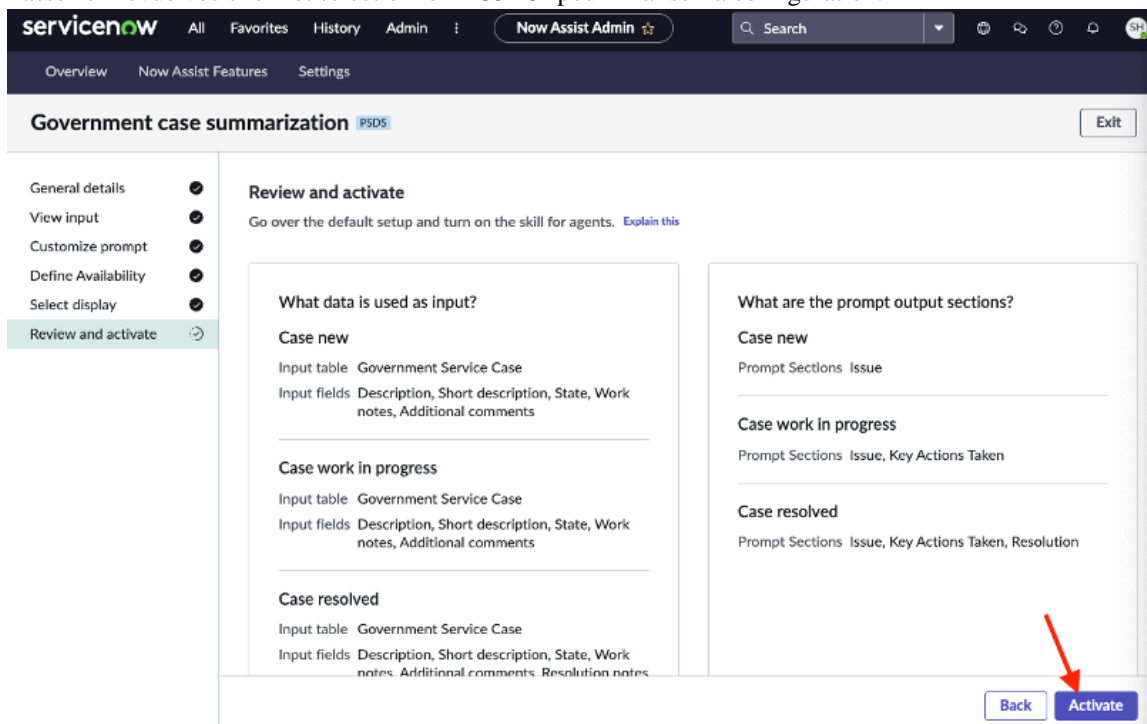 servicenow All Favorites History Admin Now Assist Admin Search SH
Overview Now Assist Features Settings
Government case summarization PSDS Exit
General details
View input
Customize prompt
Define Availability
Select display
Review and activate
Review and activate
Go over the default setup and turn on the skill for agents. Explain this
What data is used as input?
Case new
Input table Government Service Case
Input fields Description, Short description, State, Work
notes, Additional comments
Case work in progress
Input table Government Service Case
Input fields Description, Short description, State, Work
notes, Additional comments
Case resolved
Input table Government Service Case
Input fields Description, Short description, State, Work
notes, Additional comments, Resolution notes
What are the prompt output sections?
Case new
Prompt Sections Issue
Case work in progress
Prompt Sections Issue, Key Actions Taken
Case resolved
Prompt Sections Issue, Key Actions Taken, Resolution
Back Activate